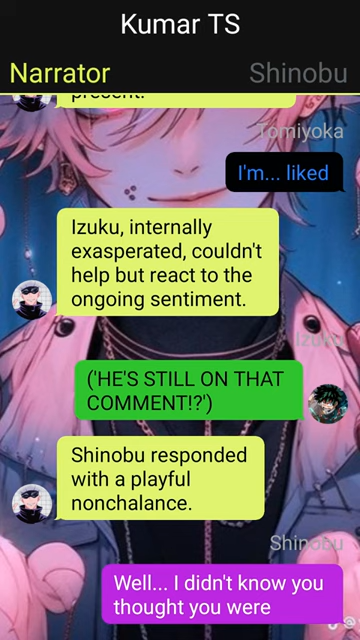 Kumar TS
Narrator
Shinobu
present.
Tomiyoka
I'm... liked
Izuku, internally
exasperated, couldn't
help but react to the
ongoing sentiment.
Izuku
('HE'S STILL ON THAT
COMMENT!?')
Shinobu responded
with a playful
nonchalance.
Shinobu
Well... I didn't know you
thought you were